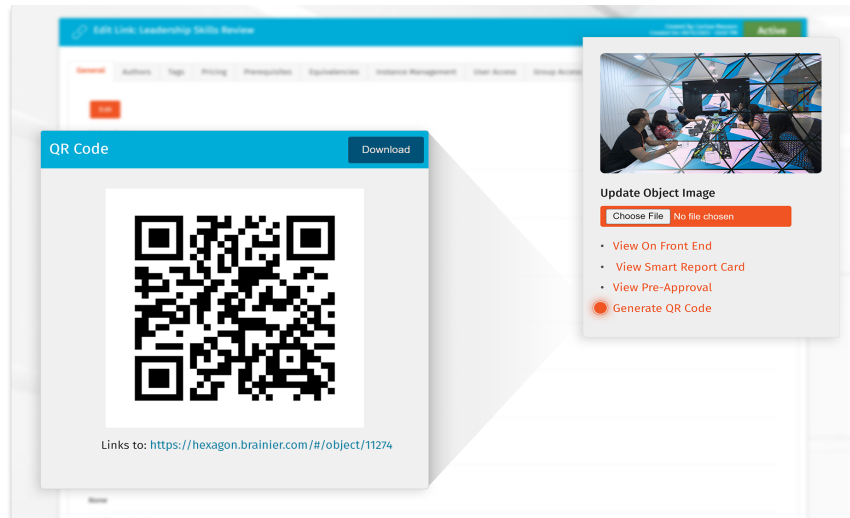 Edit Link: Leadership Skills Review
Active
General Authors Tags Pricing Prerequisites Equivalencies Instance Management User Access Group Access
Edit
QR Code
Download
Links to: https://hexagon.brainier.com/#/object/11274
Update Object Image
Choose File No file chosen
• View On Front End
• View Smart Report Card
• View Pre-Approval
Generate QR Code
None